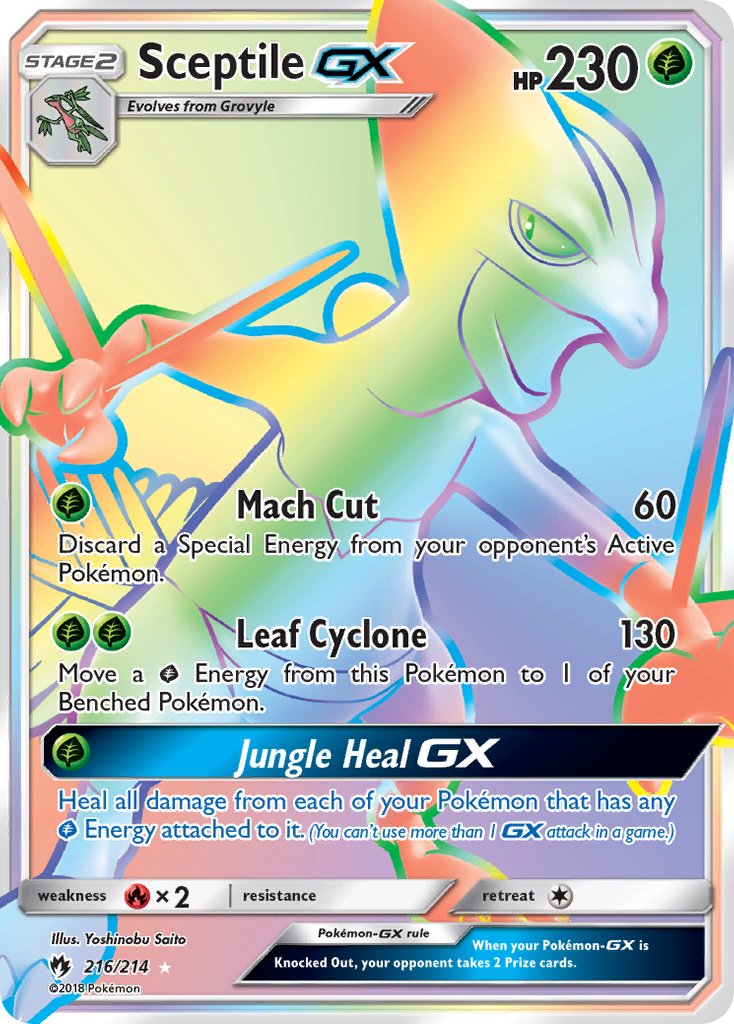 STAGE2 Sceptile GX HP 230
Evolves from Grovyle
Mach Cut 60
Discard a Special Energy from your opponent's Active
Pokémon.
Leaf Cyclone 130
Move a Energy from this Pokémon to 1 of your
Benched Pokémon.
Jungle Heal GX
Heal all damage from each of your Pokémon that has any
Energy attached to it. (You can't use more than 1 GX attack in a game.)
weakness ×2 resistance retreat
Illus. Yoshinobu Saito
216/214
©2018 Pokémon
Pokémon-GX rule
When your Pokémon-GX is
Knocked Out, your opponent takes 2 Prize cards.